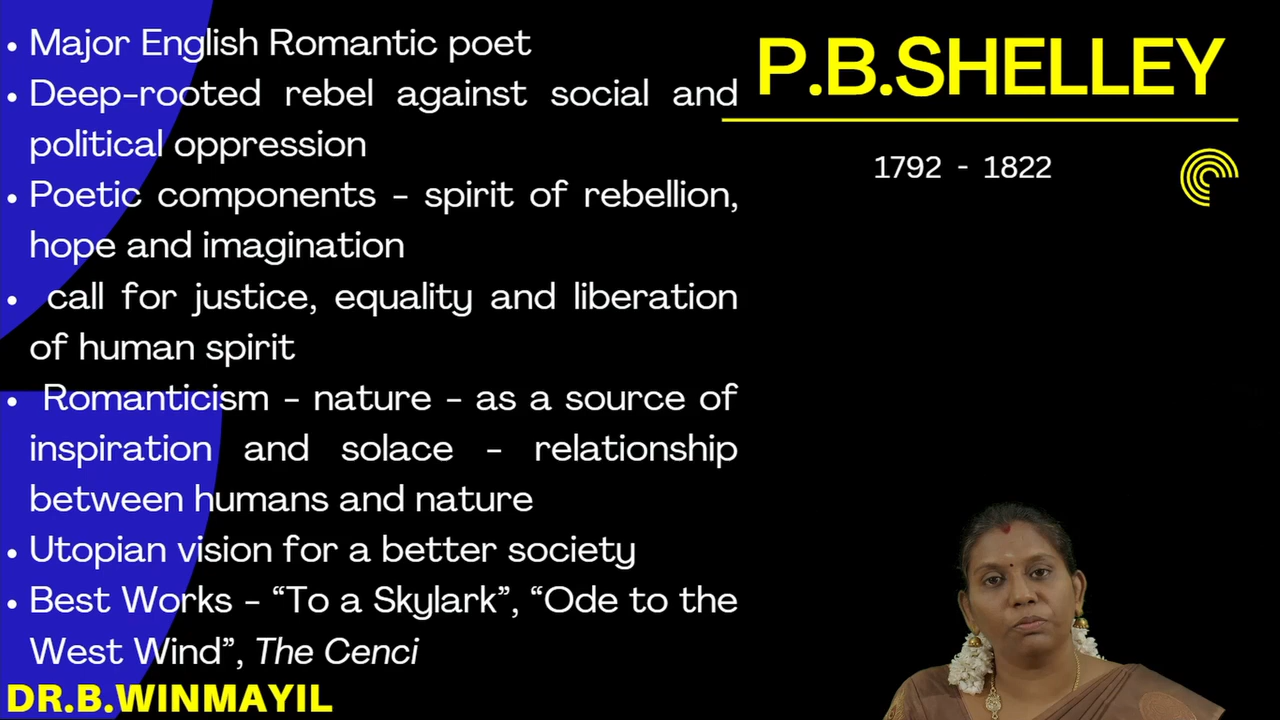 • Major English Romantic poet
• Deep-rooted rebel against social and
political oppression
• Poetic components - spirit of rebellion,
hope and imagination
• call for justice, equality and liberation
of human spirit
• Romanticism - nature - as a source of
inspiration and solace - relationship
between humans and nature
• Utopian vision for a better society
• Best Works - “To a Skylark”, “Ode to the
West Wind”, The Cenci
DR.B.WINMAYIL
P.B.SHELLEY
1792 - 1822